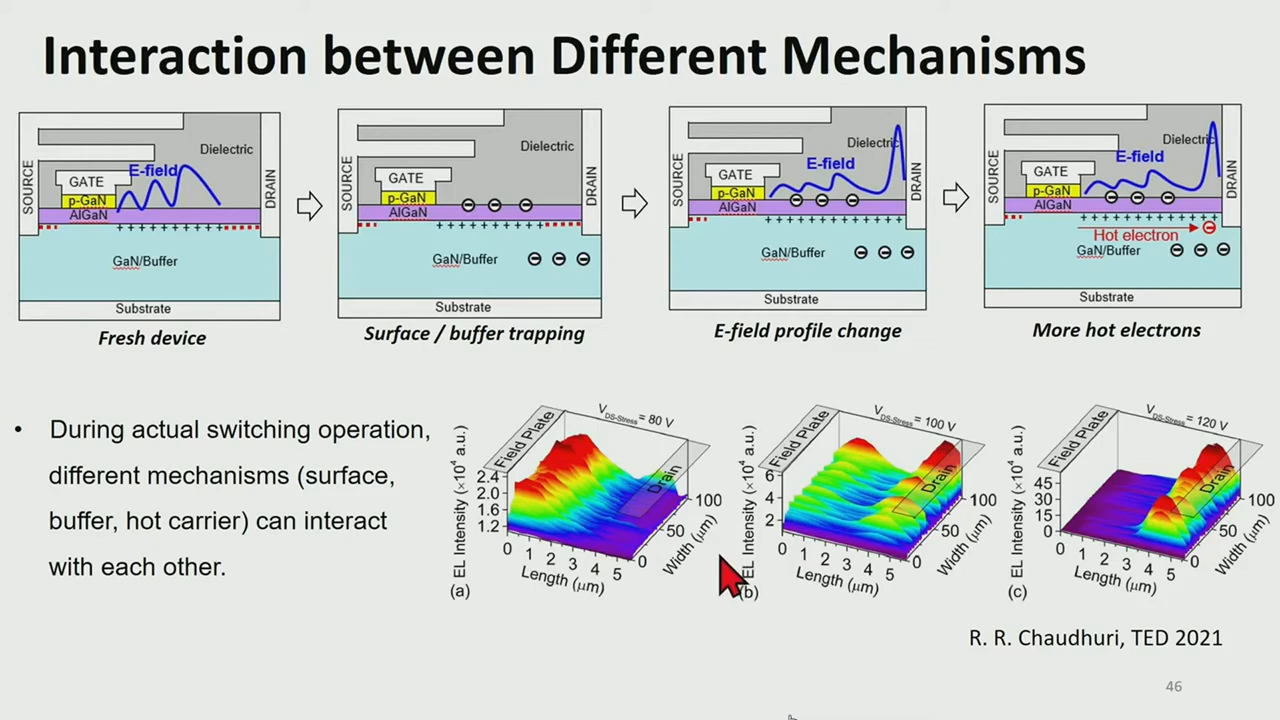 Interaction between Different Mechanisms
SOURCE
GATE
p-GaN
AlGaN
E-field
Dielectric
DRAIN
GaN/Buffer
Substrate
Fresh device
SOURCE
GATE
p-GaN
AlGaN
Dielectric
DRAIN
GaN/Buffer
Substrate
Surface / buffer trapping
SOURCE
GATE
p-GaN
AlGaN
E-field
Dielectric
DRAIN
GaN/Buffer
Substrate
E-field profile change
SOURCE
GATE
p-GaN
AlGaN
E-field
Dielectric
DRAIN
Hot electron
GaN/Buffer
Substrate
More hot electrons
• During actual switching operation,
different mechanisms (surface,
buffer, hot carrier) can interact
with each other.
Field Plate
V DS-Stress = 80 V
Drain
EL Intensity (×10⁴ a.u.)
2.4
2.0
1.6
1.2
0 1 2 3 4 5
Length (μm)
0 50 100
Width (μm)
(a)
Field Plate
V DS-Stress = 100 V
Drain
EL Intensity (×10⁴ a.u.)
6
4
2
0 1 2 3 4 5
Length (μm)
0 50 100
Width (μm)
(b)
Field Plate
V DS-Stress = 120 V
Drain
EL Intensity (×10⁴ a.u.)
45
30
15
0
0 1 2 3 4 5
Length (μm)
0 50 100
Width (μm)
(c)
R. R. Chaudhuri, TED 2021
46